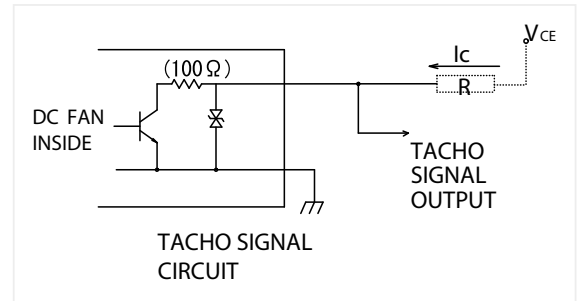 VCE
Ic
(100Ω)
R
DC FAN
INSIDE
TACHO
SIGNAL
OUTPUT
TACHO SIGNAL
CIRCUIT